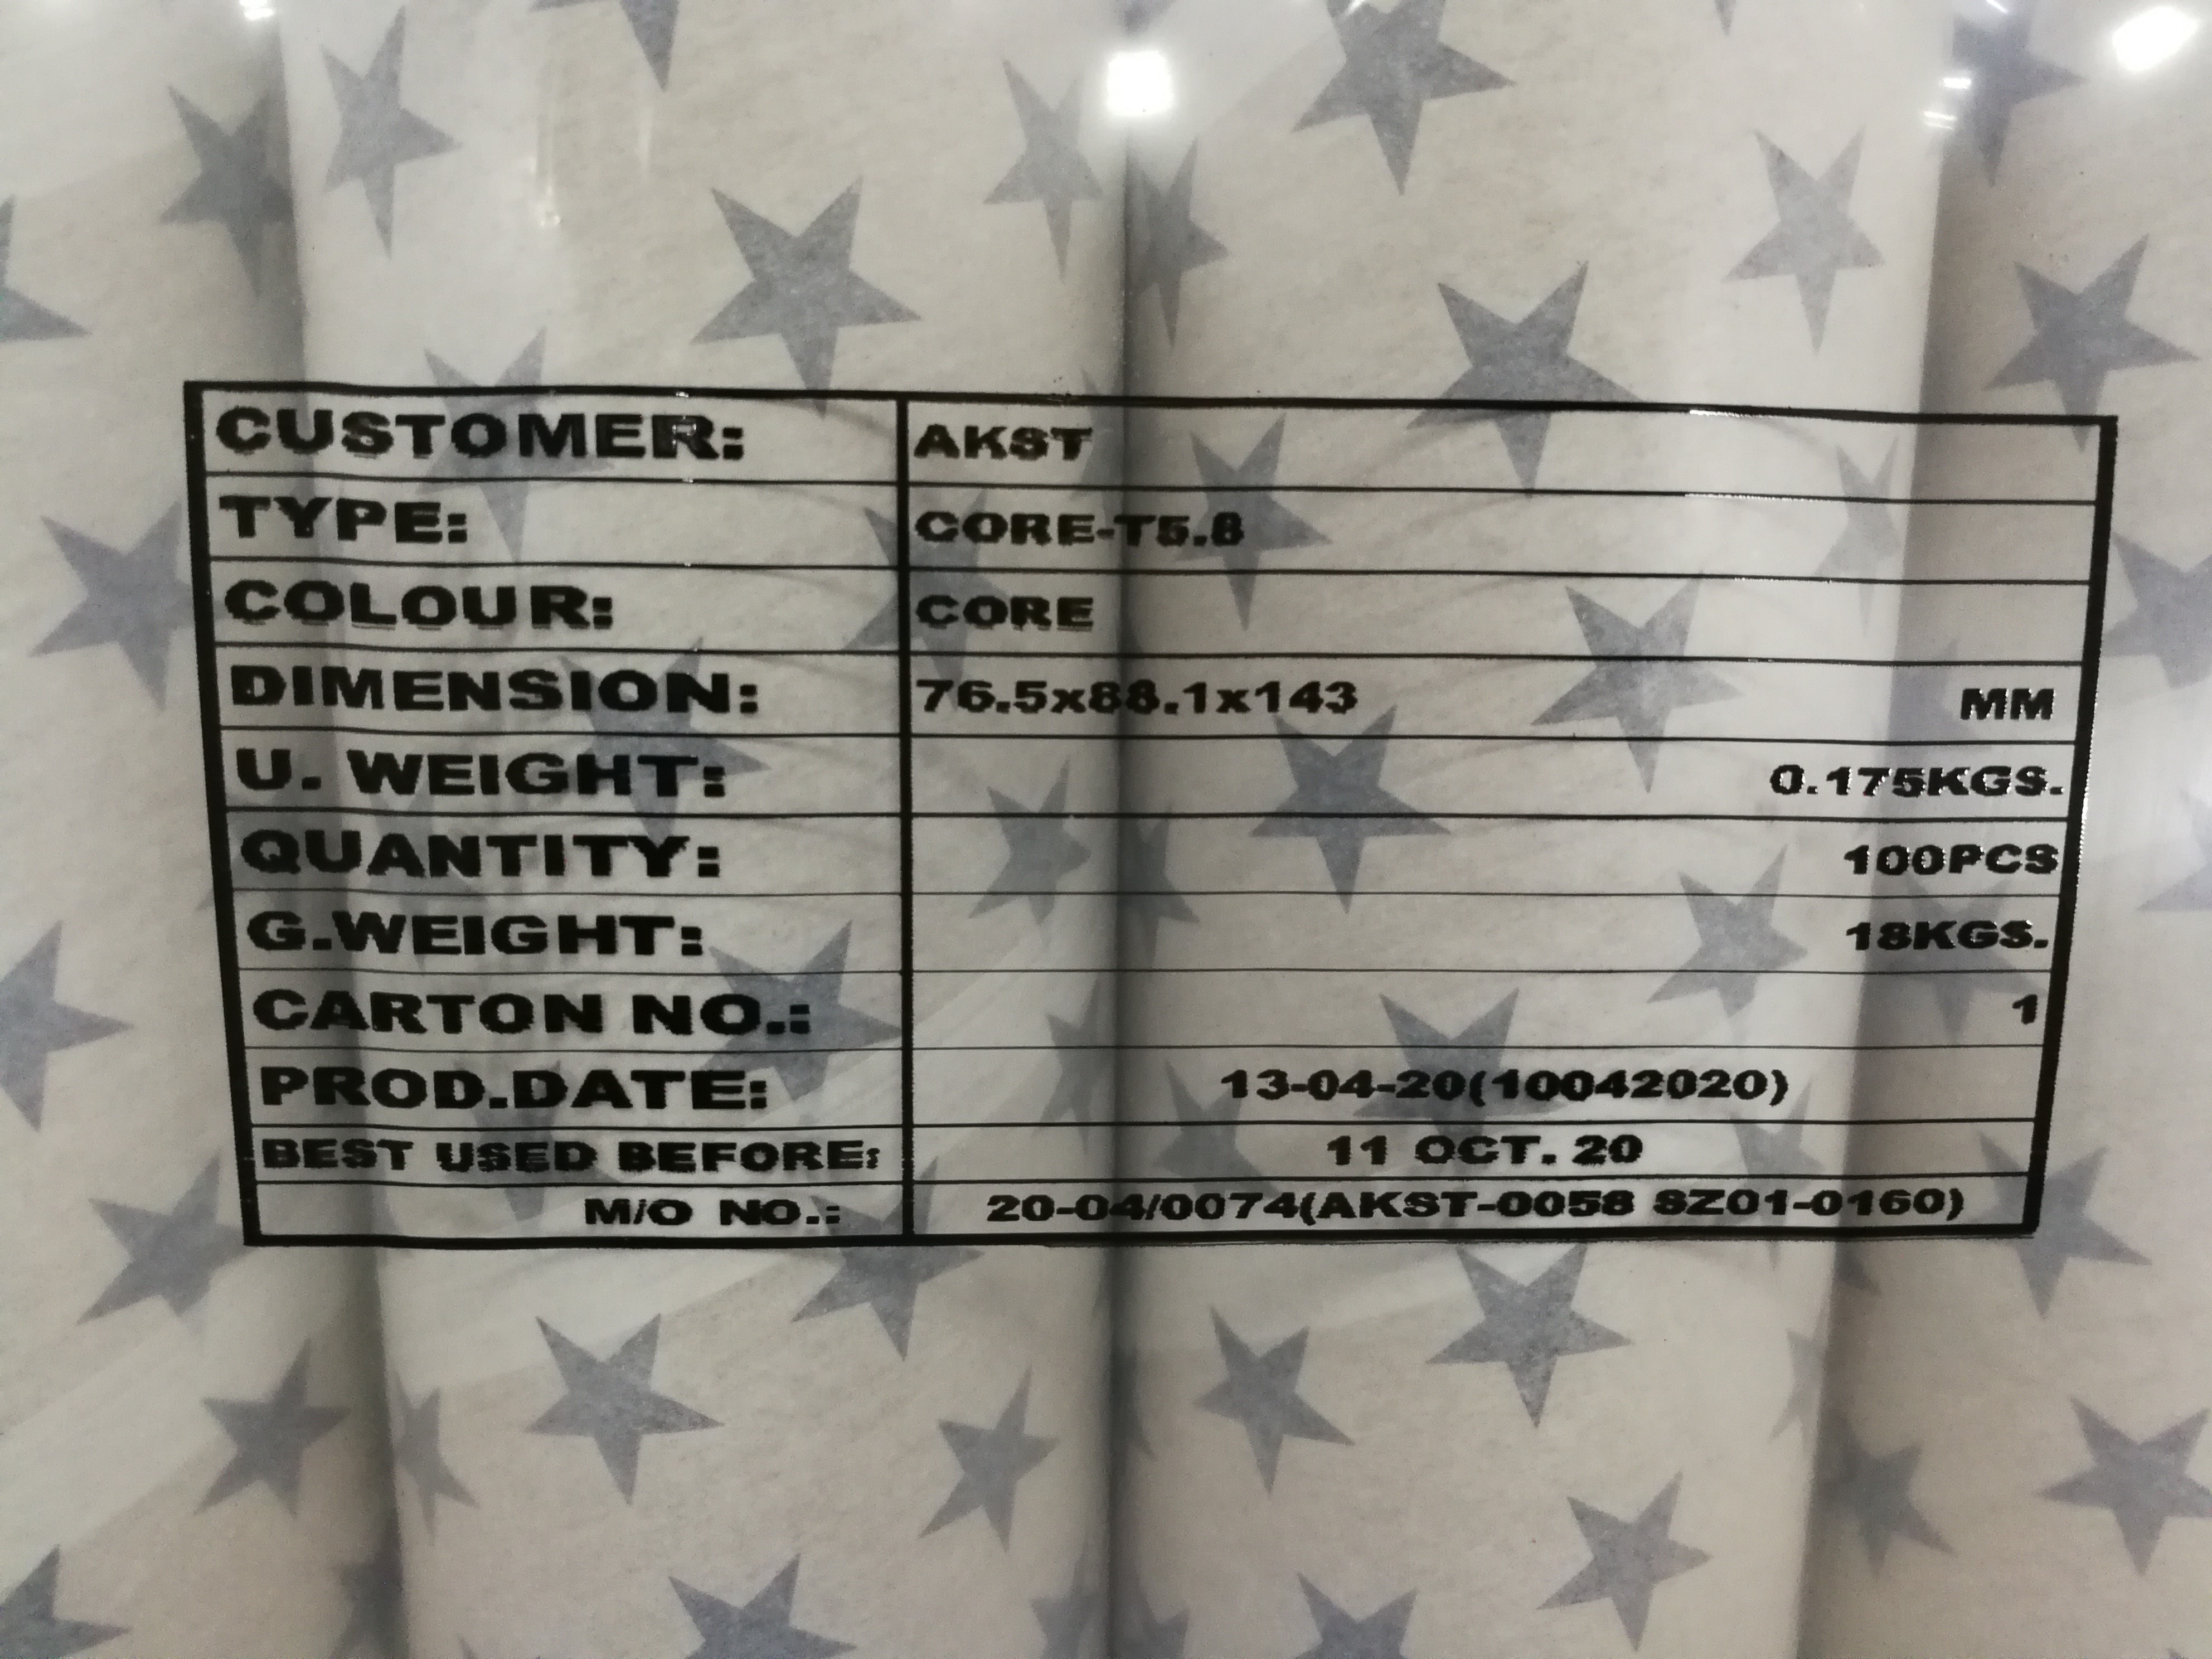 CUSTOMER: AKST
TYPE: CORE-T5.8
COLOUR: CORE
DIMENSION: 76.5x88.1x143 MM
U. WEIGHT: 0.175KGS.
QUANTITY: 100PCS
G.WEIGHT: 18KGS.
CARTON NO.: 1
PROD.DATE: 13-04-20(10042020)
BEST USED BEFORE: 11 OCT. 20
M/O NO.: 20-04/0074(AKST-0058 SZ01-0160)